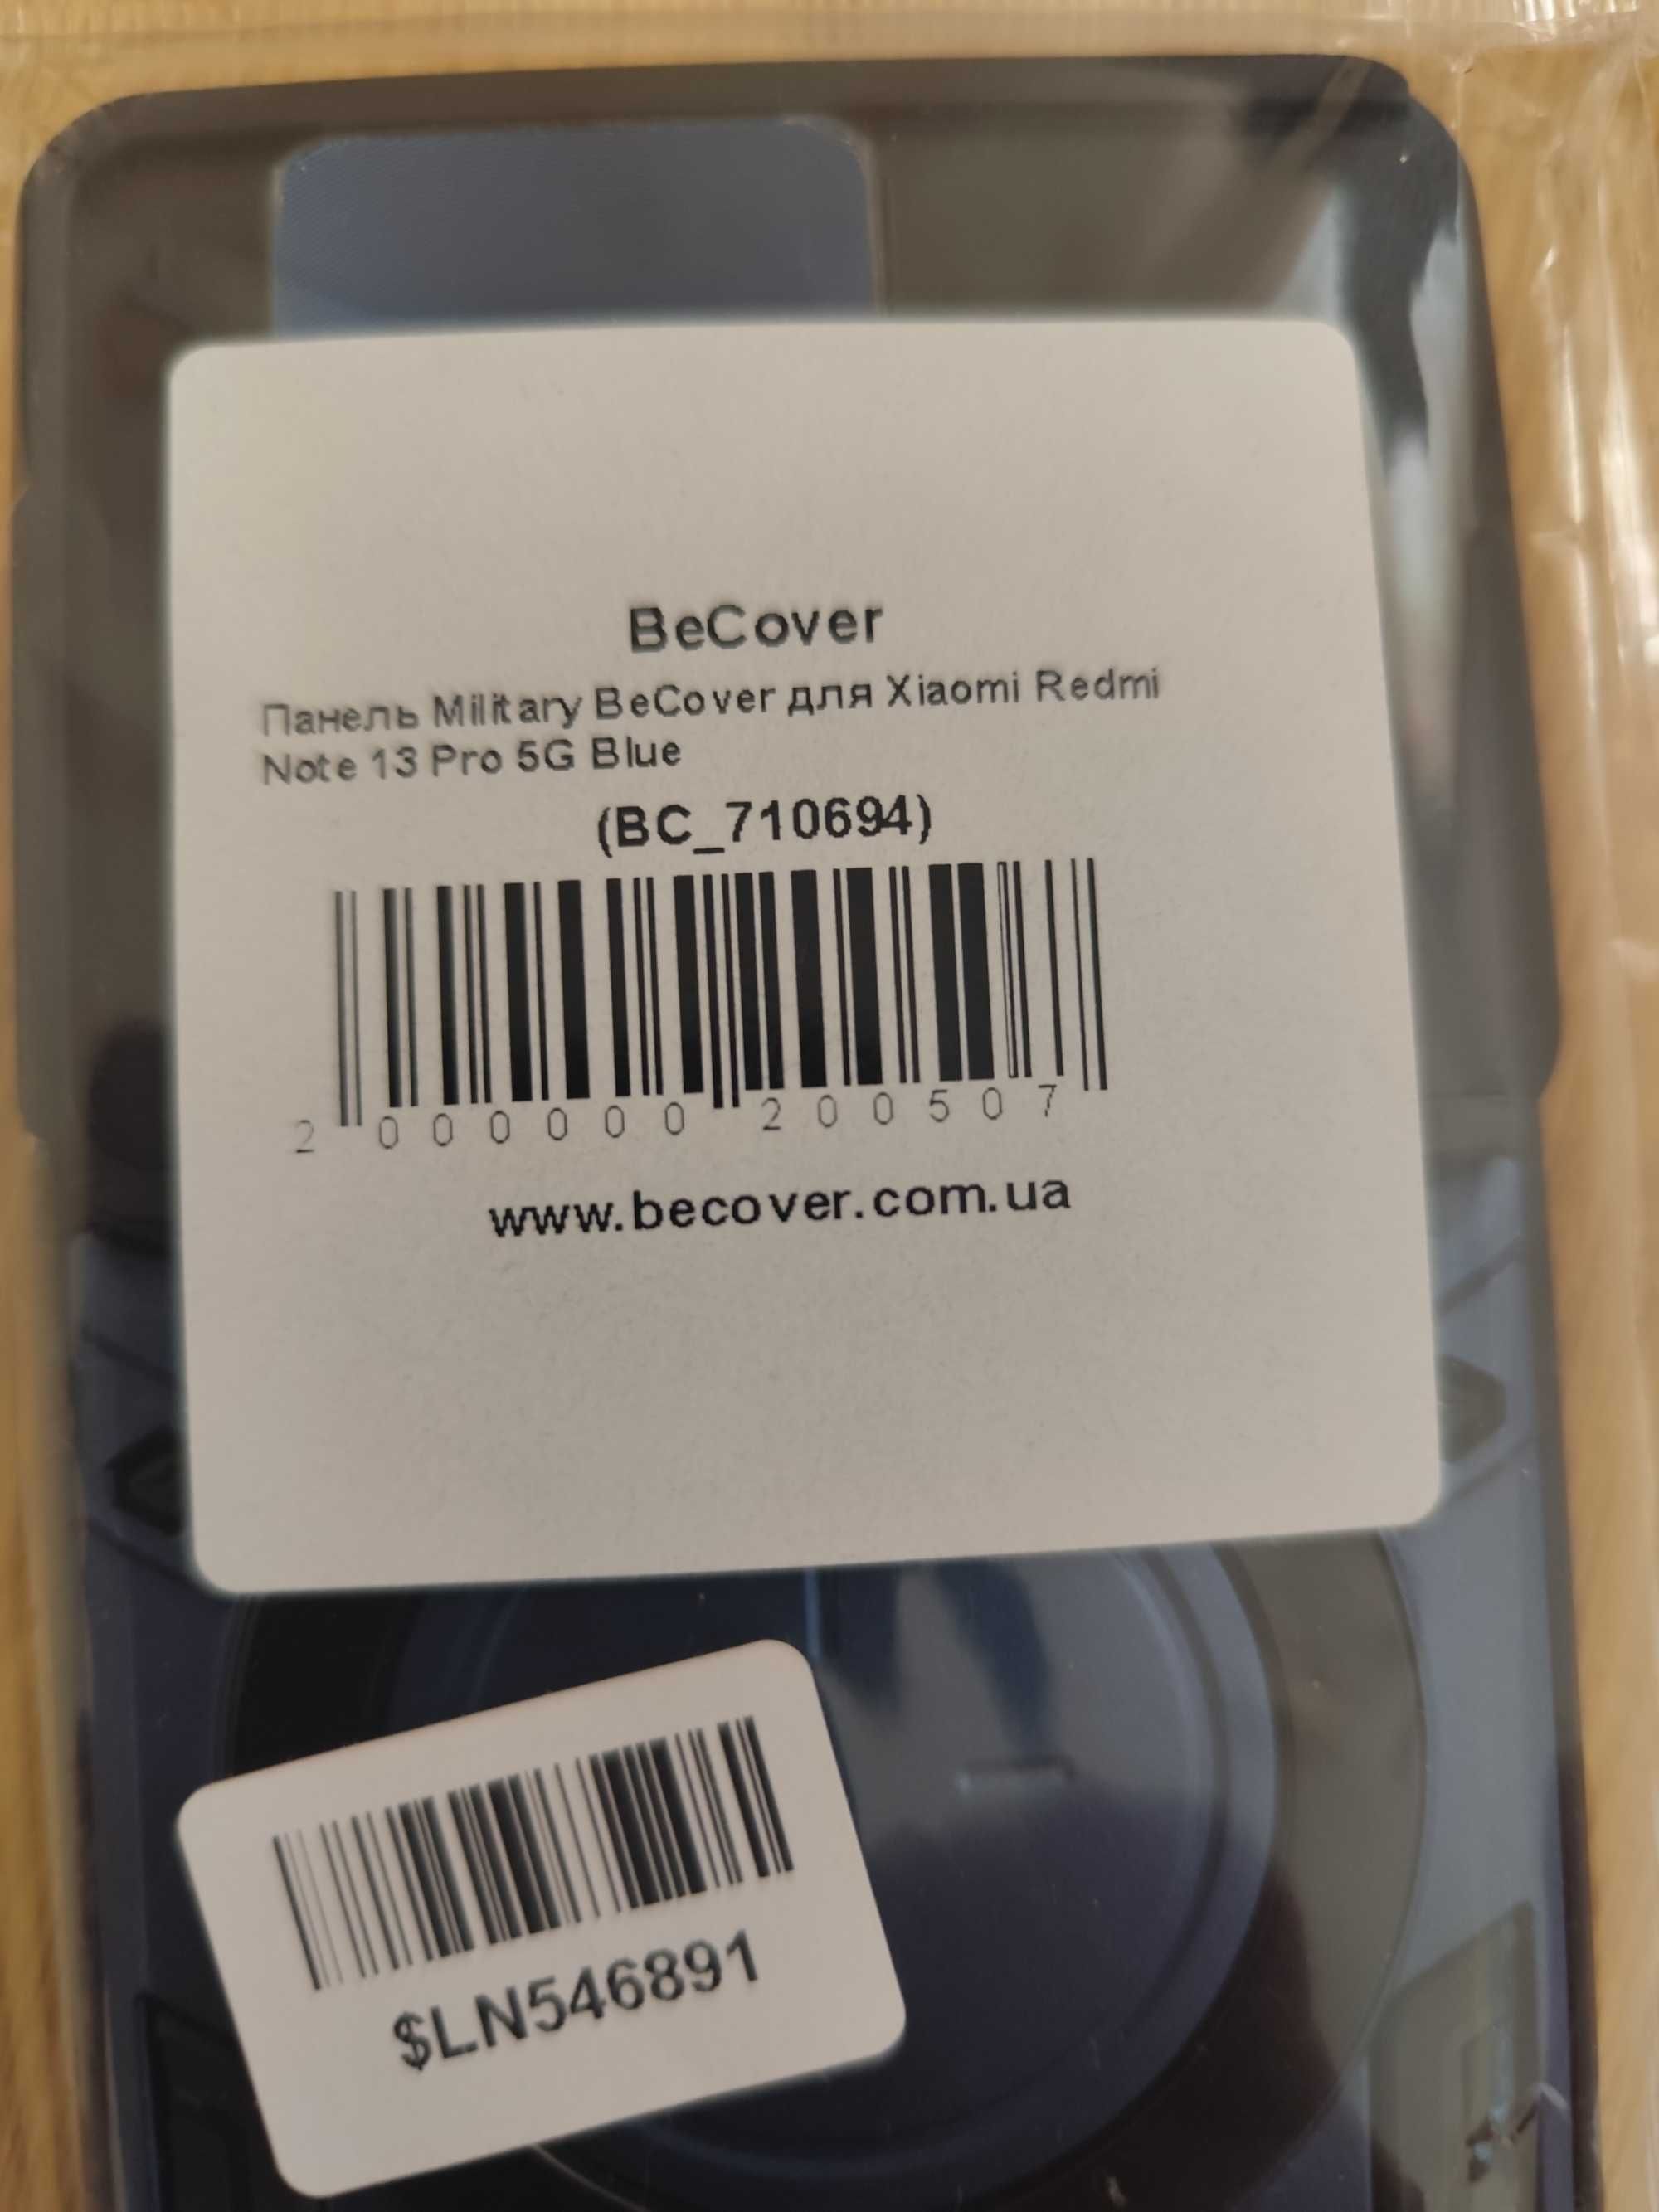 BeCover
Панель Military BeCover для Xiaomi Redmi
Note 13 Pro 5G Blue
(BC_710694)
2 000000 200507
www.becover.com.ua
$LN546891